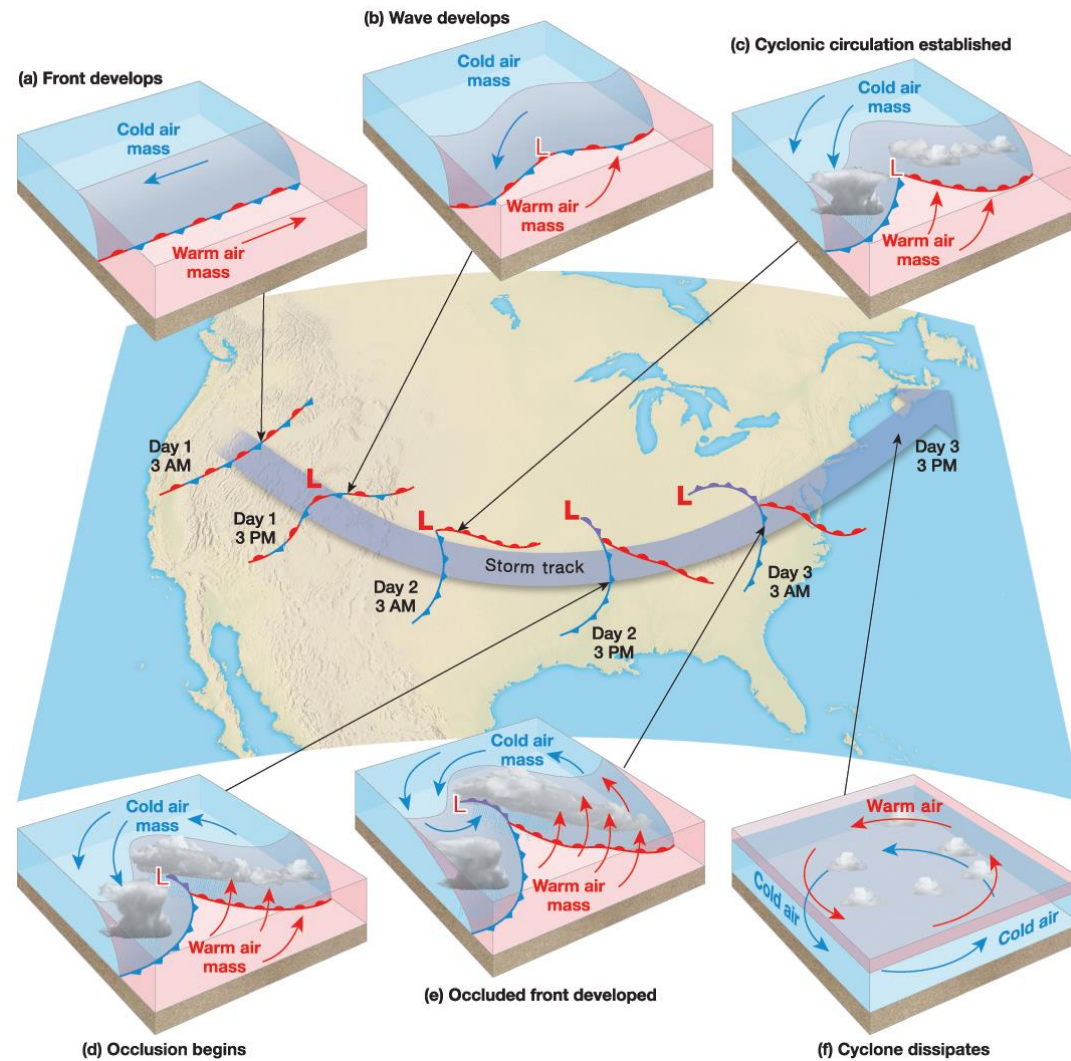 (a) Front develops
Cold air
mass
Warm air
mass
(b) Wave develops
Cold air
mass
L
Warm air
mass
(c) Cyclonic circulation established
Cold air
mass
L
Warm air
mass
Day 1
3 AM
L
Day 1
3 PM
L
Day 2
3 AM
Storm track
L
Day 2
3 PM
L
Day 3
3 AM
Day 3
3 PM
Cold air
mass
L
Warm air
mass
(d) Occlusion begins
Cold air
mass
L
Warm air
mass
(e) Occluded front developed
Warm air
Cold air
Cold air
(f) Cyclone dissipates